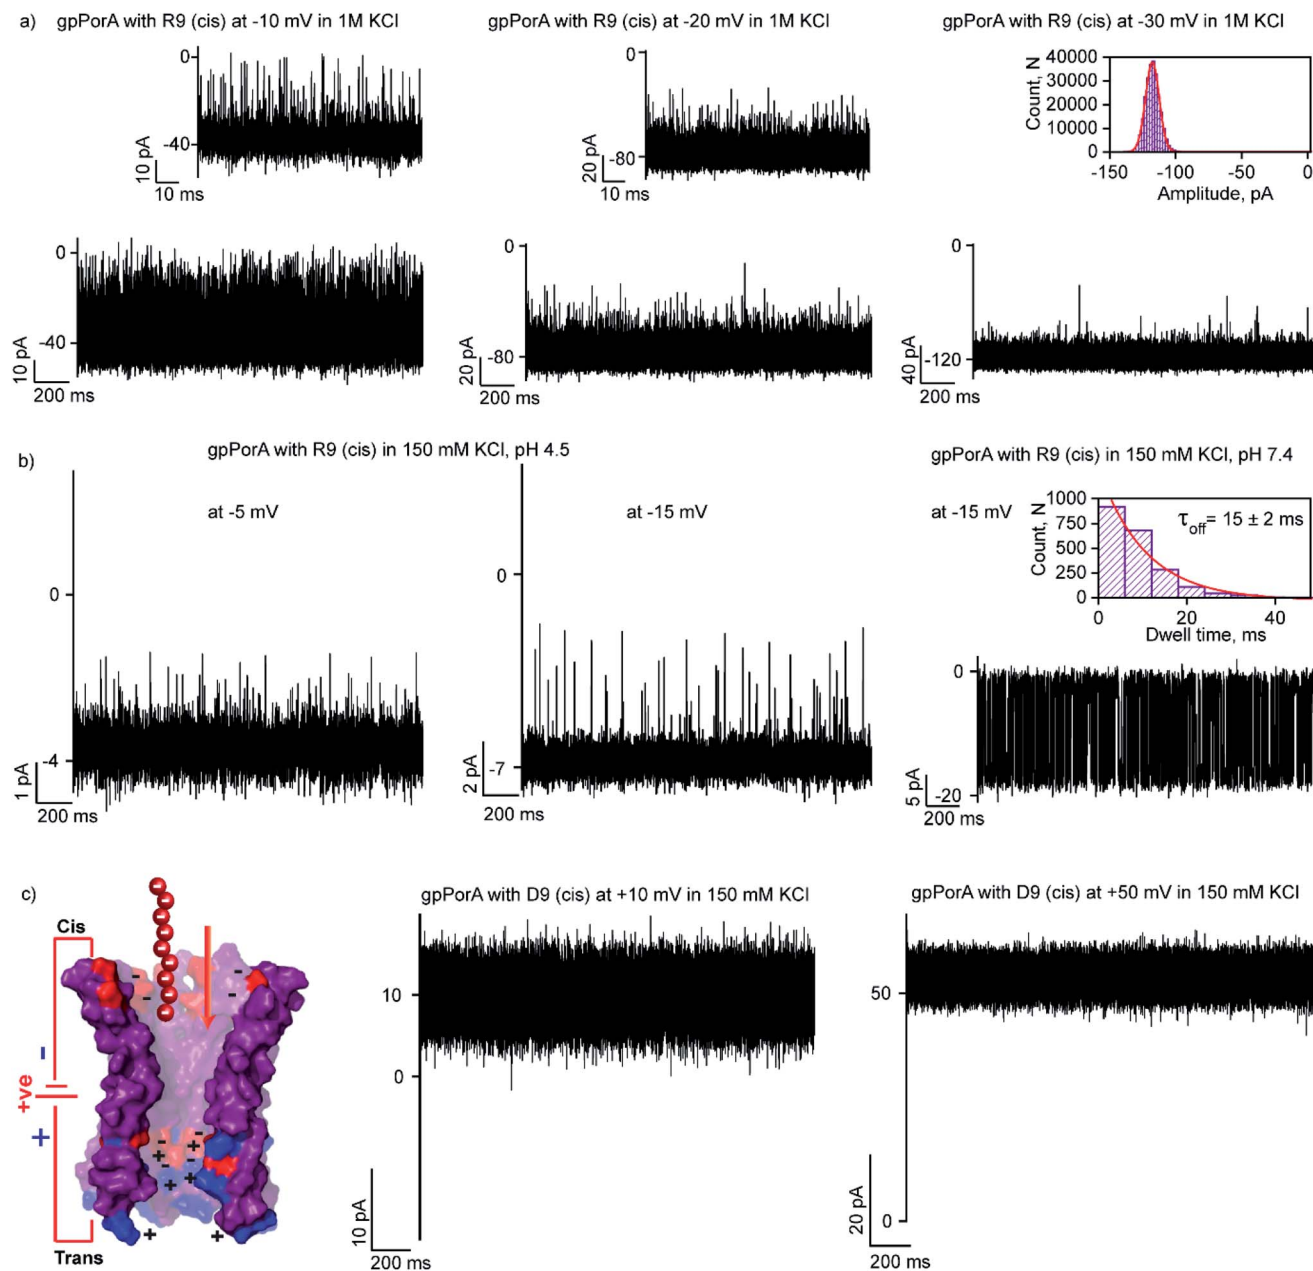 a) gpPorA with R9 (cis) at -10 mV in 1M KCl
gpPorA with R9 (cis) at -20 mV in 1M KCl
gpPorA with R9 (cis) at -30 mV in 1M KCl
0
-40
10 pA
10 ms
0
-80
20 pA
10 ms
Count, N
40000
30000
20000
10000
0
-150 -100 -50 0
Amplitude, pA
0
-40
10 pA
200 ms
0
-80
20 pA
200 ms
0
-120
40 pA
200 ms
b)
gpPorA with R9 (cis) in 150 mM KCl, pH 4.5
gpPorA with R9 (cis) in 150 mM KCl, pH 7.4
at -5 mV
0
-4
1 pA
200 ms
at -15 mV
0
-7
2 pA
200 ms
at -15 mV
Count, N
1000
750
500
250
0
τoff= 15 ± 2 ms
0 20 40
Dwell time, ms
0
-20
5 pA
200 ms
c)
Cis
-
+ve
+
Trans
- - - - - - - -
-
-
-
-
- -
+ - -
+ +
+ +
gpPorA with D9 (cis) at +10 mV in 150 mM KCl
10
0
10 pA
200 ms
gpPorA with D9 (cis) at +50 mV in 150 mM KCl
50
0
20 pA
200 ms